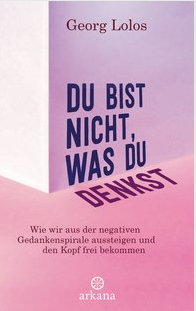 Georg Lolos
DU BIST
NICHT,
WAS DU
DENKST
Wie wir aus der negativen
Gedankenspirale aussteigen und
den Kopf frei bekommen
arkana